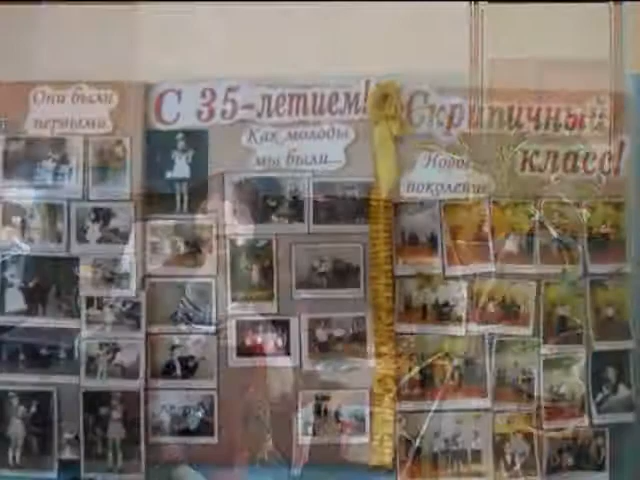 Они были
первыми
С 35-летием!
Как молоды
мы были...
Скрипичный
класс!
Новое
поколение